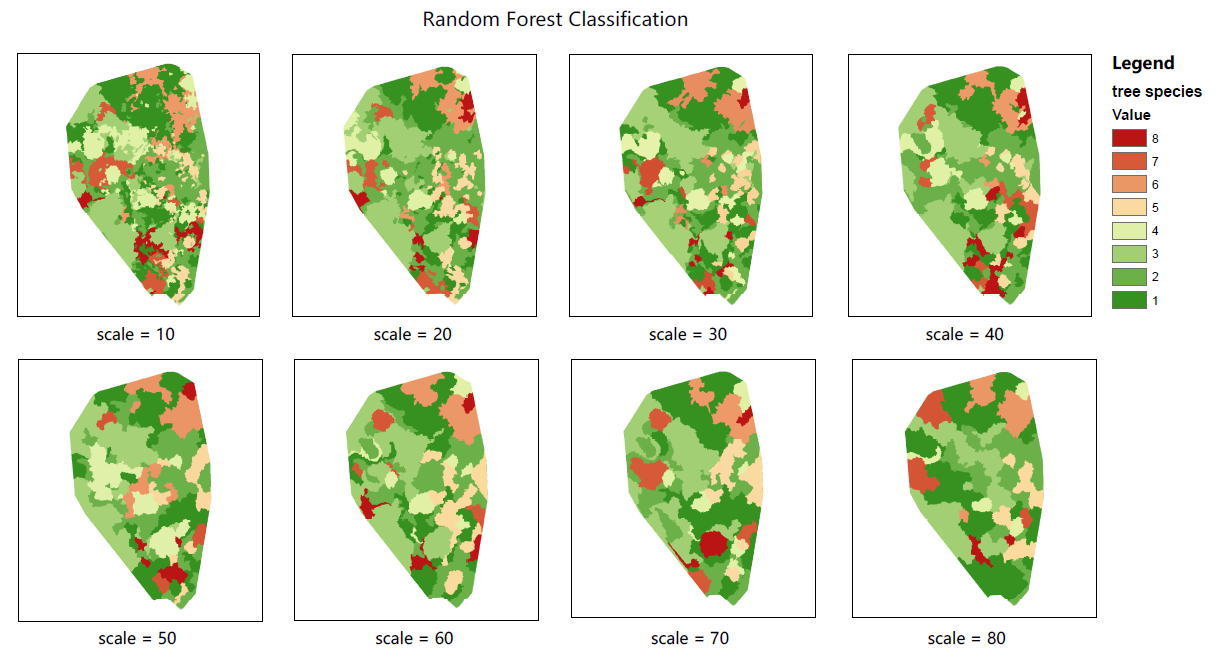 Random Forest Classification
Legend
tree species
Value
8
7
6
5
4
3
2
1
scale = 10
scale = 20
scale = 30
scale = 40
scale = 50
scale = 60
scale = 70
scale = 80